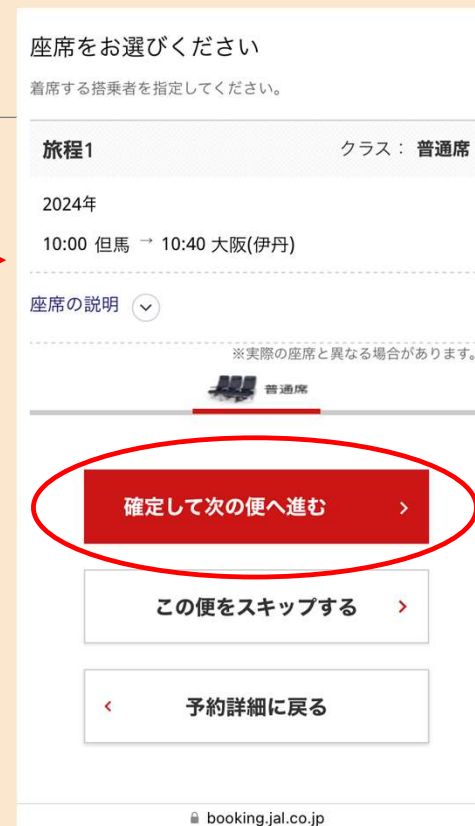 座席をお選びください
着席する搭乗者を指定してください。
旅程1 クラス： 普通席
2024年
10:00 但馬 → 10:40 大阪(伊丹)
座席の説明
※実際の座席と異なる場合があります。
普通席
確定して次の便へ進む
この便をスキップする
予約詳細に戻る
booking.jal.co.jp